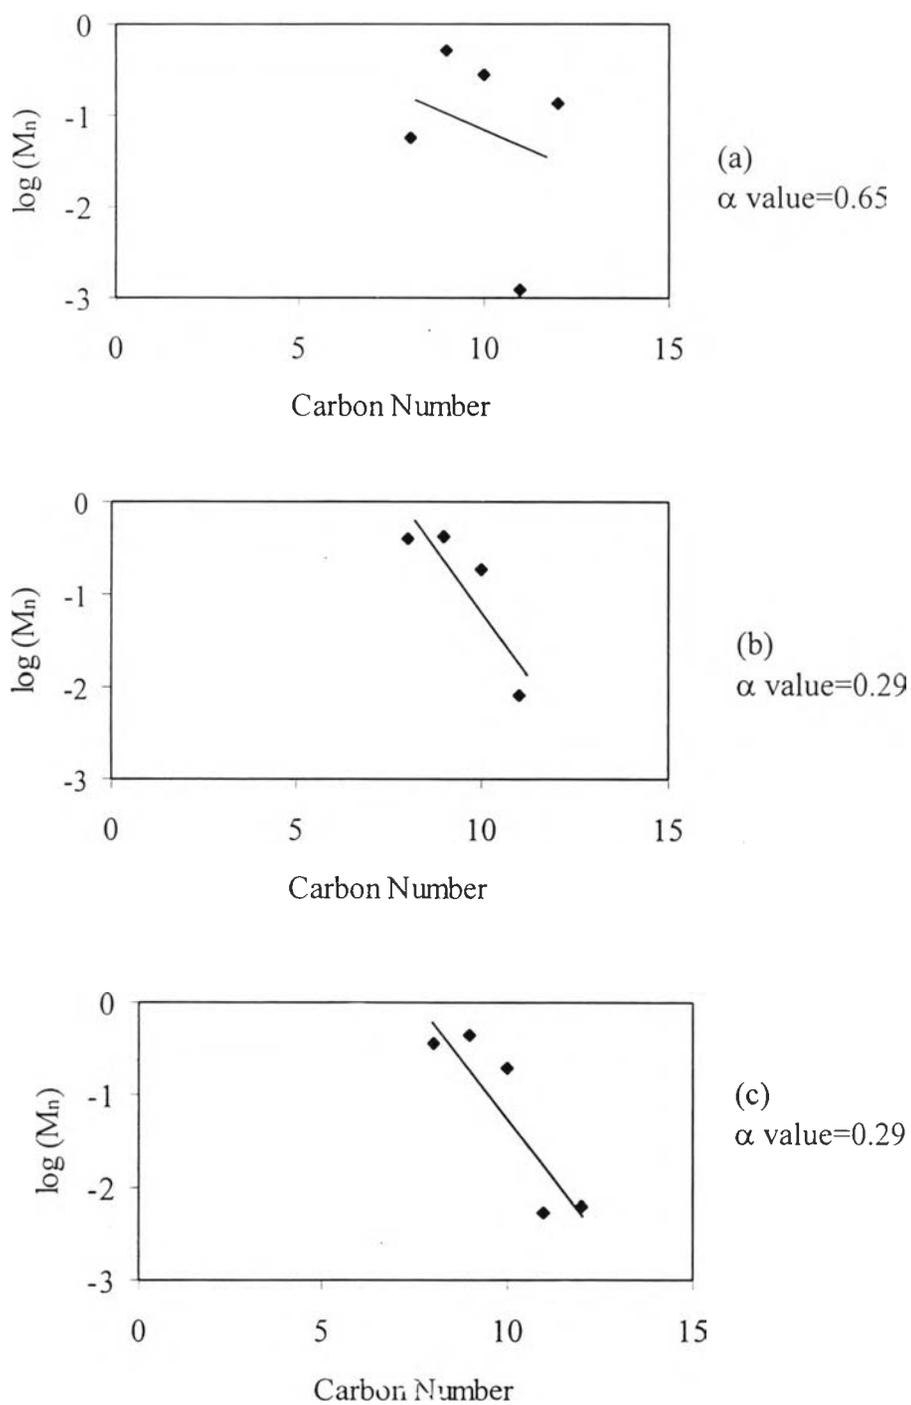 0
-1
-2
-3
log (Mₙ)
0 5 10 15
Carbon Number
(a)
α value=0.65
0
-1
-2
-3
log (Mₙ)
0 5 10 15
Carbon Number
(b)
α value=0.29
0
-1
-2
-3
log (Mₙ)
0 5 10 15
Carbon Number
(c)
α value=0.29